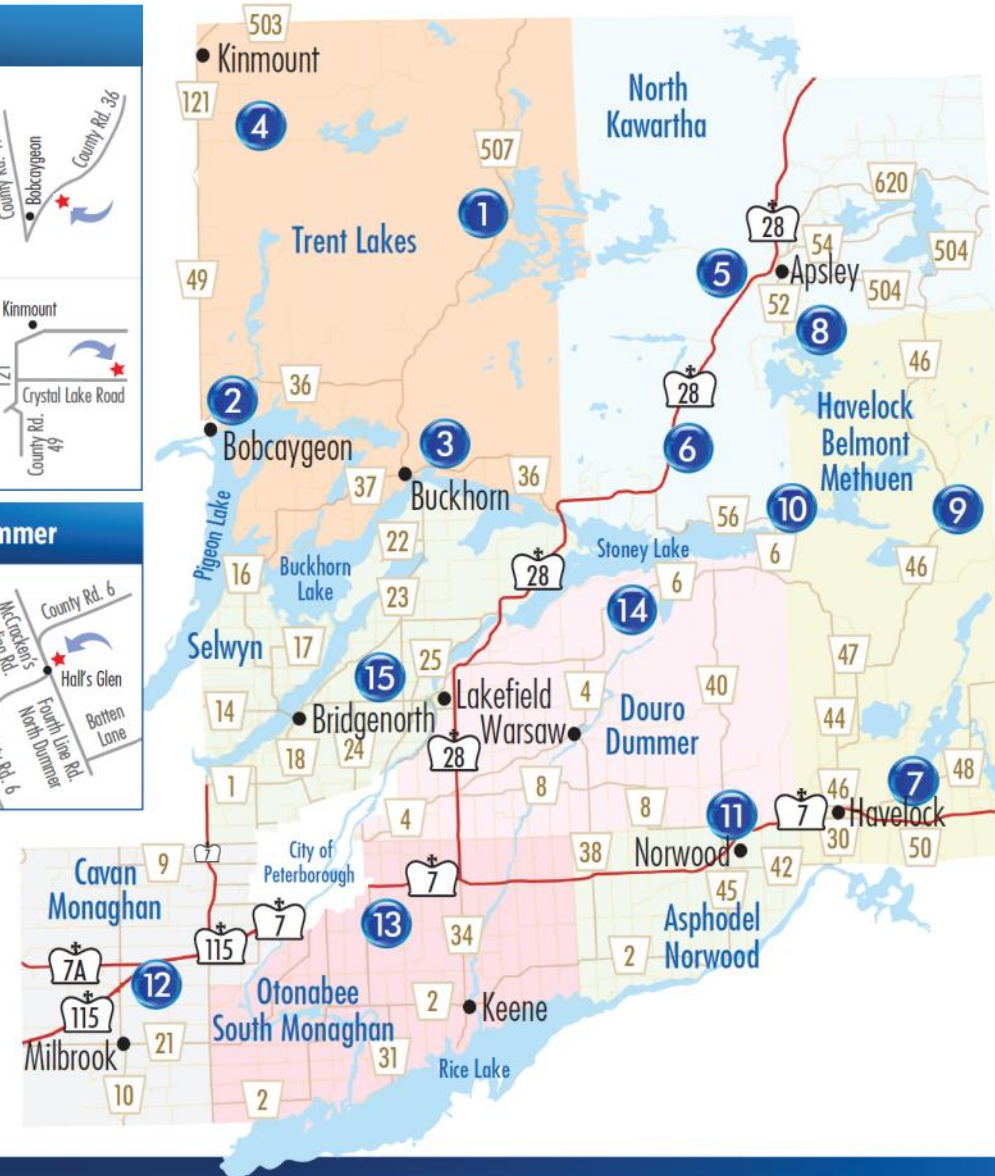 County Rd. 36
Bobcaygeon
Kinmount
121
Crystal Lake Road
County Rd.
49
mmer
McCracken's
County Rd. 6
Hall's Glen
Fourth Line Rd.
North Dummer
Batten
Lane
503
Kinmount
121
4
507
1
Trent Lakes
49
North
Kawartha
28
620
54
504
5
Apsley
52
504
8
28
46
2
36
Bobcaygeon
3
Buckhorn
37
36
6
Havelock
Belmont
Methuen
10
9
56
6
46
Pigeon Lake
22
Stoney Lake
28
16
Buckhorn
Lake
23
6
14
Selwyn
17
15
25
47
4
40
Lakefield
Warsaw
Douro
Dummer
14
Bridgenorth
44
18
24
28
1
8
8
7
48
46
4
11
7
Havelock
9
7
City of
Peterborough
38
Norwood
42
30
50
Cavan
Monaghan
7
7
13
45
Asphodel
Norwood
34
115
7A
12
2
115
Otonabee
South Monaghan
2
Keene
Milbrook
21
31
Rice Lake
10
2